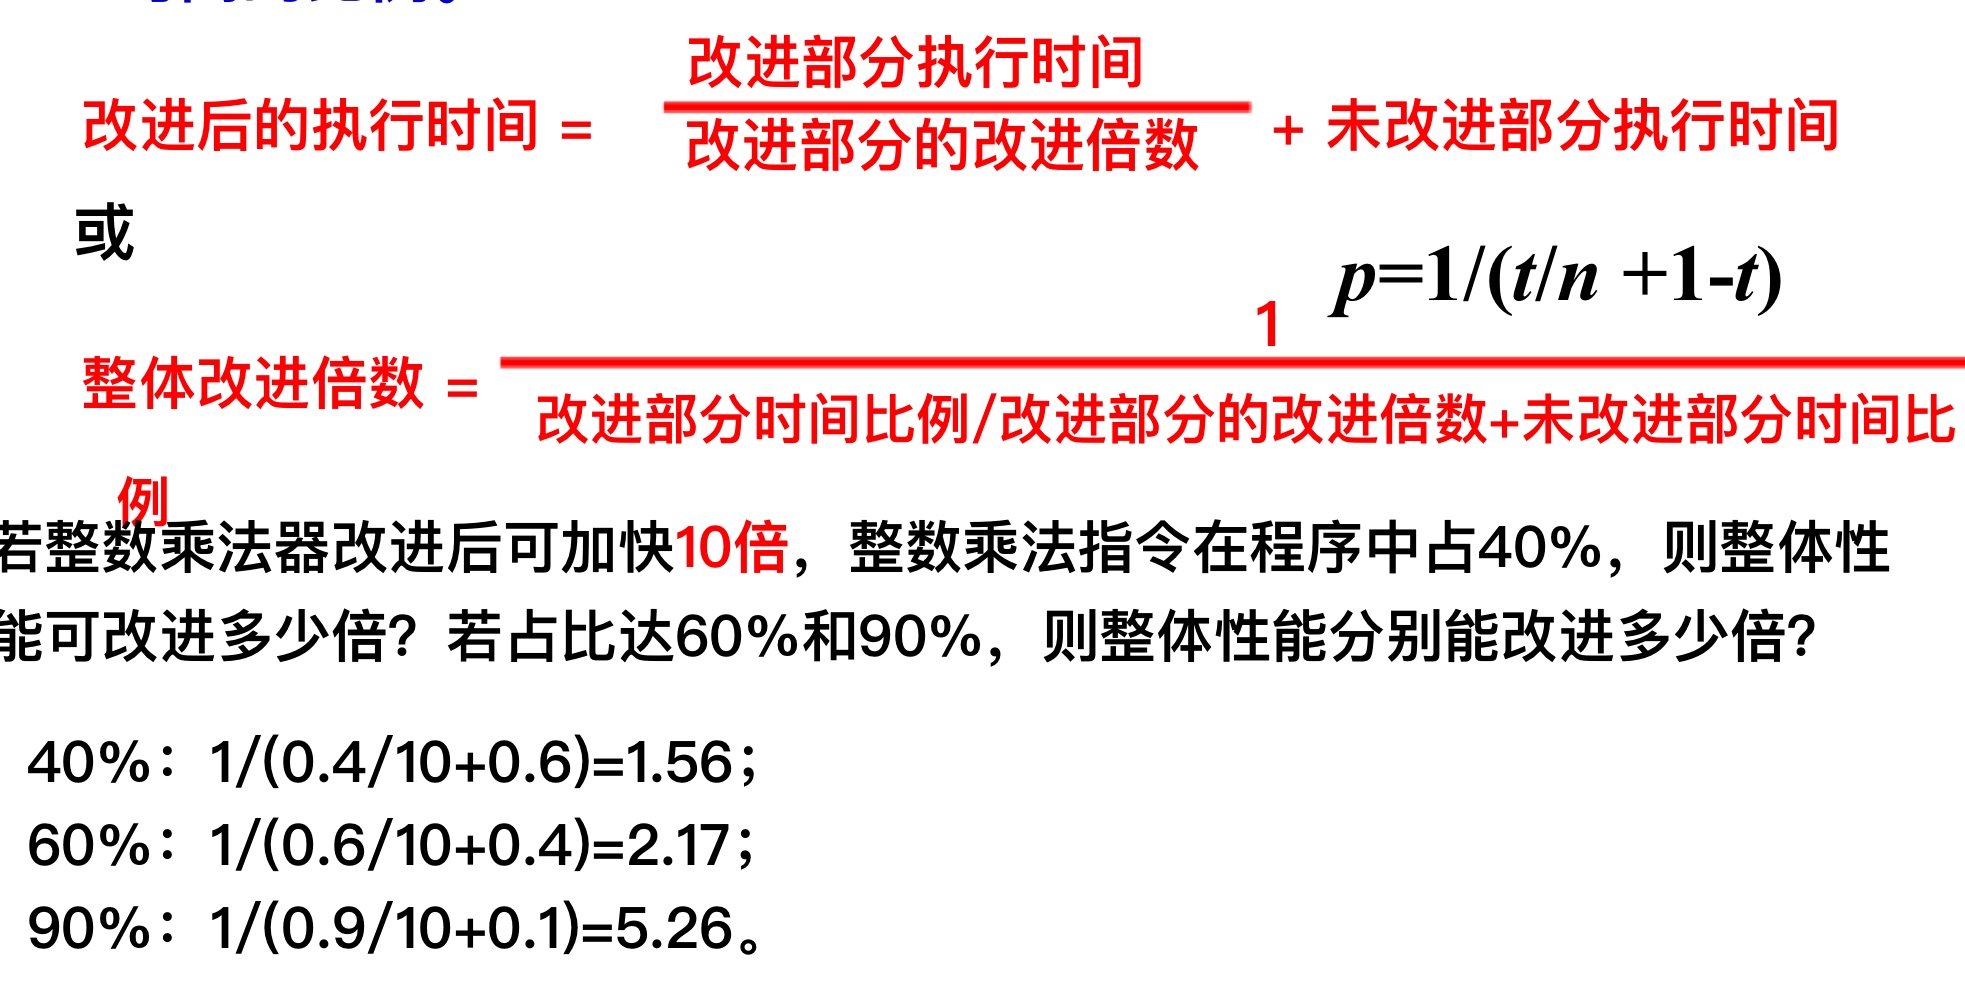 改进部分执行时间
改进后的执行时间 =
改进部分的改进倍数
+ 未改进部分执行时间
或
p=1/(t/n +1-t)
1
整体改进倍数 =
改进部分时间比例/改进部分的改进倍数+未改进部分时间比
例
若整数乘法器改进后可加快10倍，整数乘法指令在程序中占40%，则整体性
能可改进多少倍？若占比达60%和90%，则整体性能分别能改进多少倍？
40%：1/(0.4/10+0.6)=1.56；
60%：1/(0.6/10+0.4)=2.17；
90%：1/(0.9/10+0.1)=5.26。